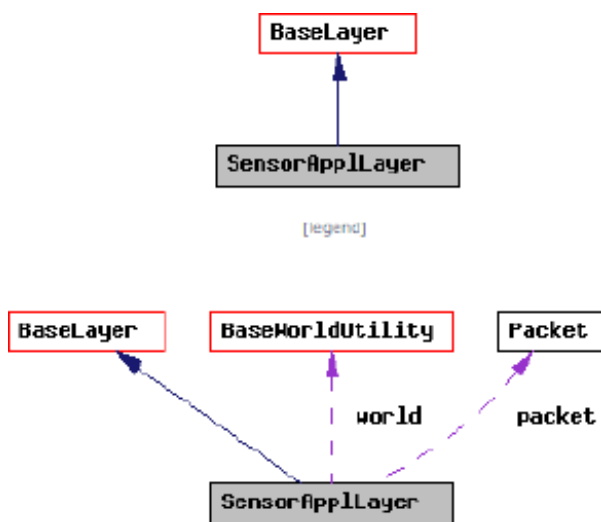 BaseLayer
SensorApplLayer
[legend]
BaseLayer BaseWorldUtility Packet
world packet
SensorApplLayer